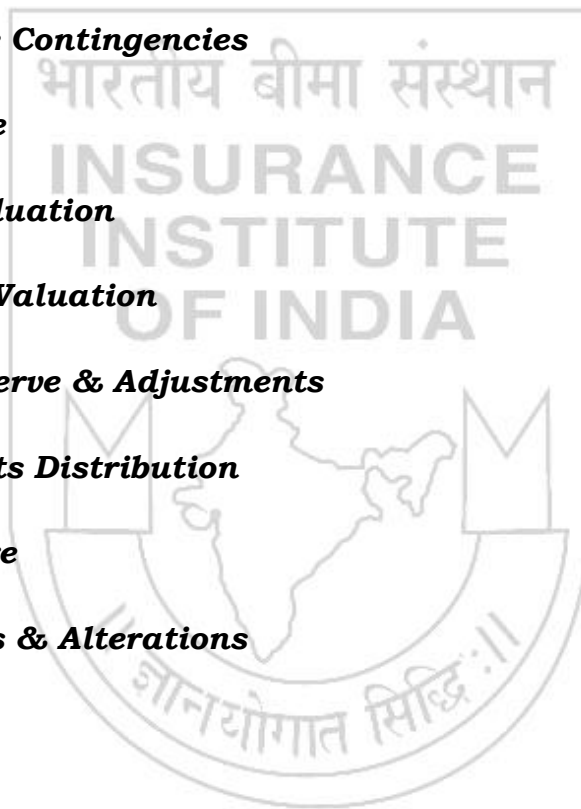 Contingencies
भारतीय बीमा संस्थान
e
INSURANCE
luation
INSTITUTE
Valuation
OF INDIA
erve & Adjustments
ts Distribution
e
s & Alterations
॥ ज्ञानयोगात सिद्धि :॥